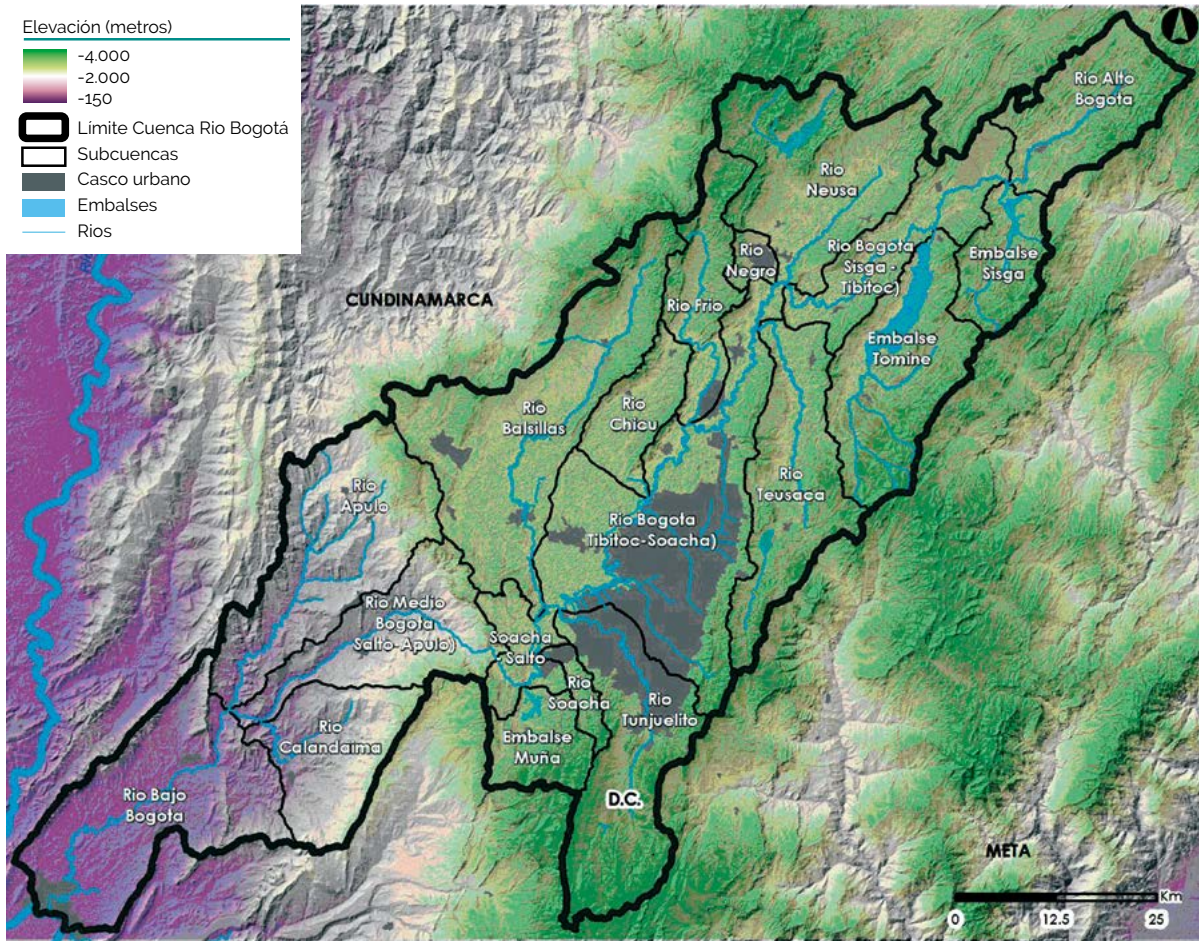 Elevación (metros)
-4.000
-2.000
-150
Límite Cuenca Rio Bogotá
Subcuencas
Casco urbano
Embalses
Rios
Rio Alto
Bogota
Rio
Neusa
Rio
Negro
Rio Bogota
Sisga -
Tibitoc)
Embalse
Sisga
CUNDINAMARCA
Rio Frio
Embalse
Tomine
Rio
Balsillas
Rio
Chicu
Rio
Teusaca
Rio
Apulo
Rio Bogota
Tibitoc-Soacha)
Rio Medio
Bogota
Salto-Apulo)
Soacha
- Salto
Rio
Soacha
Rio
Tunjuelito
Rio
Calandaima
Embalse
Muña
Rio Bajo
Bogota
D.C.
META
Km
0
12.5
25